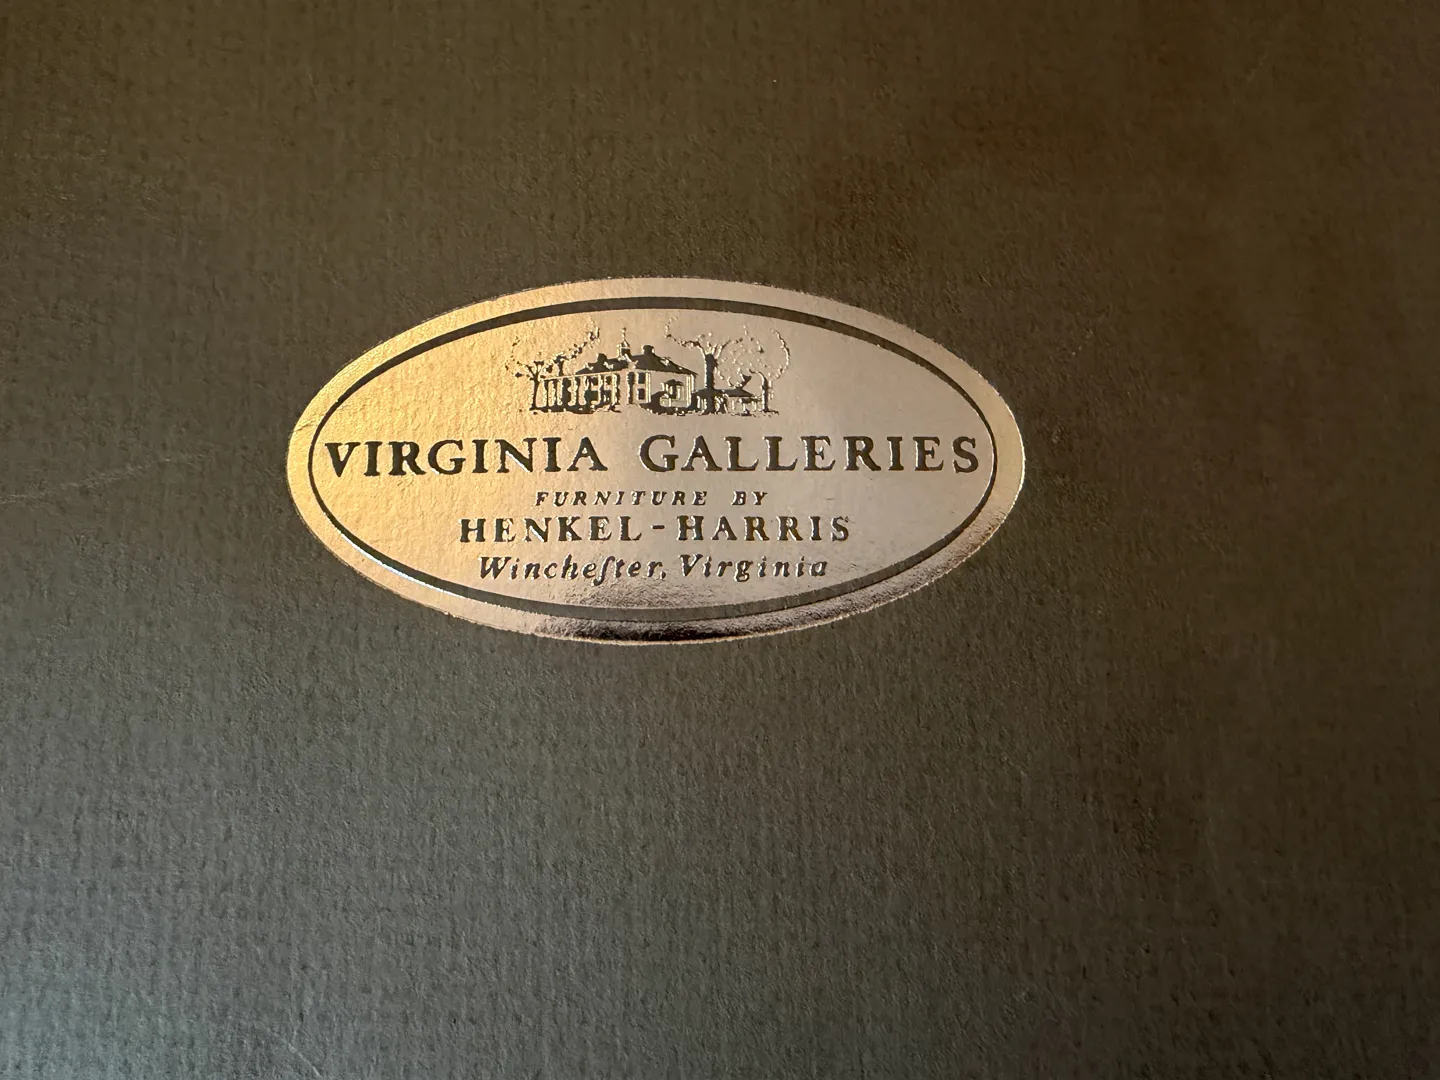 VIRGINIA GALLERIES
FURNITURE BY
HENKEL-HARRIS
Wincheſter, Virginia